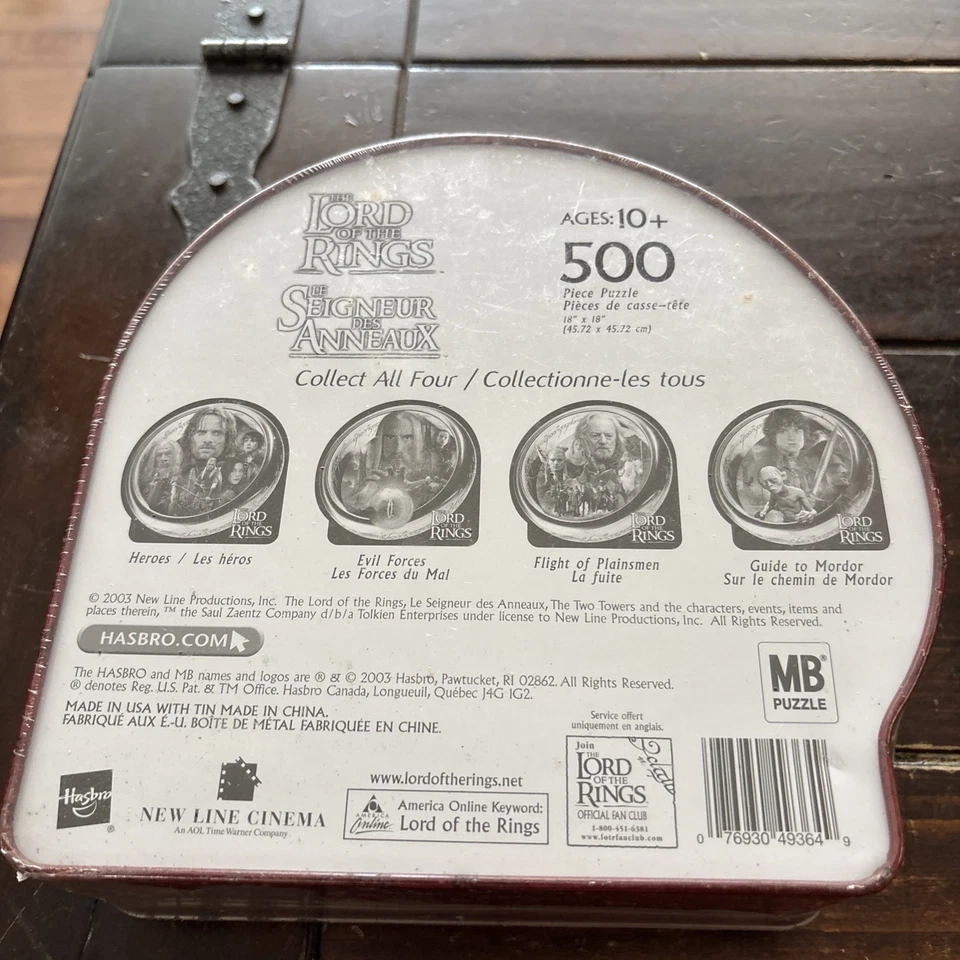 THE
LORD
OF THE
RINGS
LE
SEIGNEUR
DES
ANNEAUX
AGES: 10+
500
Piece Puzzle
Pièces de casse-tête
18" x 18"
(45.72 x 45.72 cm)
Collect All Four / Collectionne-les tous
LORD
OF THE
RINGS
Heroes / Les héros
LORD
OF THE
RINGS
Evil Forces
Les Forces du Mal
LORD
OF THE
RINGS
Flight of Plainsmen
La fuite
LORD
OF THE
RINGS
Guide to Mordor
Sur le chemin de Mordor
© 2003 New Line Productions, Inc. The Lord of the Rings, Le Seigneur des Anneaux, The Two Towers and the characters, events, items and
places therein, ™ the Saul Zaentz Company d/b/a Tolkien Enterprises under license to New Line Productions, Inc. All Rights Reserved.
HASBRO.COM
The HASBRO and MB names and logos are ® & © 2003 Hasbro, Pawtucket, RI 02862. All Rights Reserved.
® denotes Reg. U.S. Pat. & TM Office. Hasbro Canada, Longueuil, Québec J4G 1G2.
MADE IN USA WITH TIN MADE IN CHINA.
FABRIQUÉ AUX É.-U. BOÎTE DE MÉTAL FABRIQUÉE EN CHINE.
MB®
PUZZLE
Hasbro®
NEW LINE CINEMA
An AOL Time Warner Company
www.lordoftherings.net
AMERICA
Online
America Online Keyword:
Lord of the Rings
Service offert
uniquement en anglais.
Join
THE
LORD
OF THE
RINGS
OFFICIAL FAN CLUB
1-800-451-6381
www.lotrfanclub.com
0 76930 49364 9